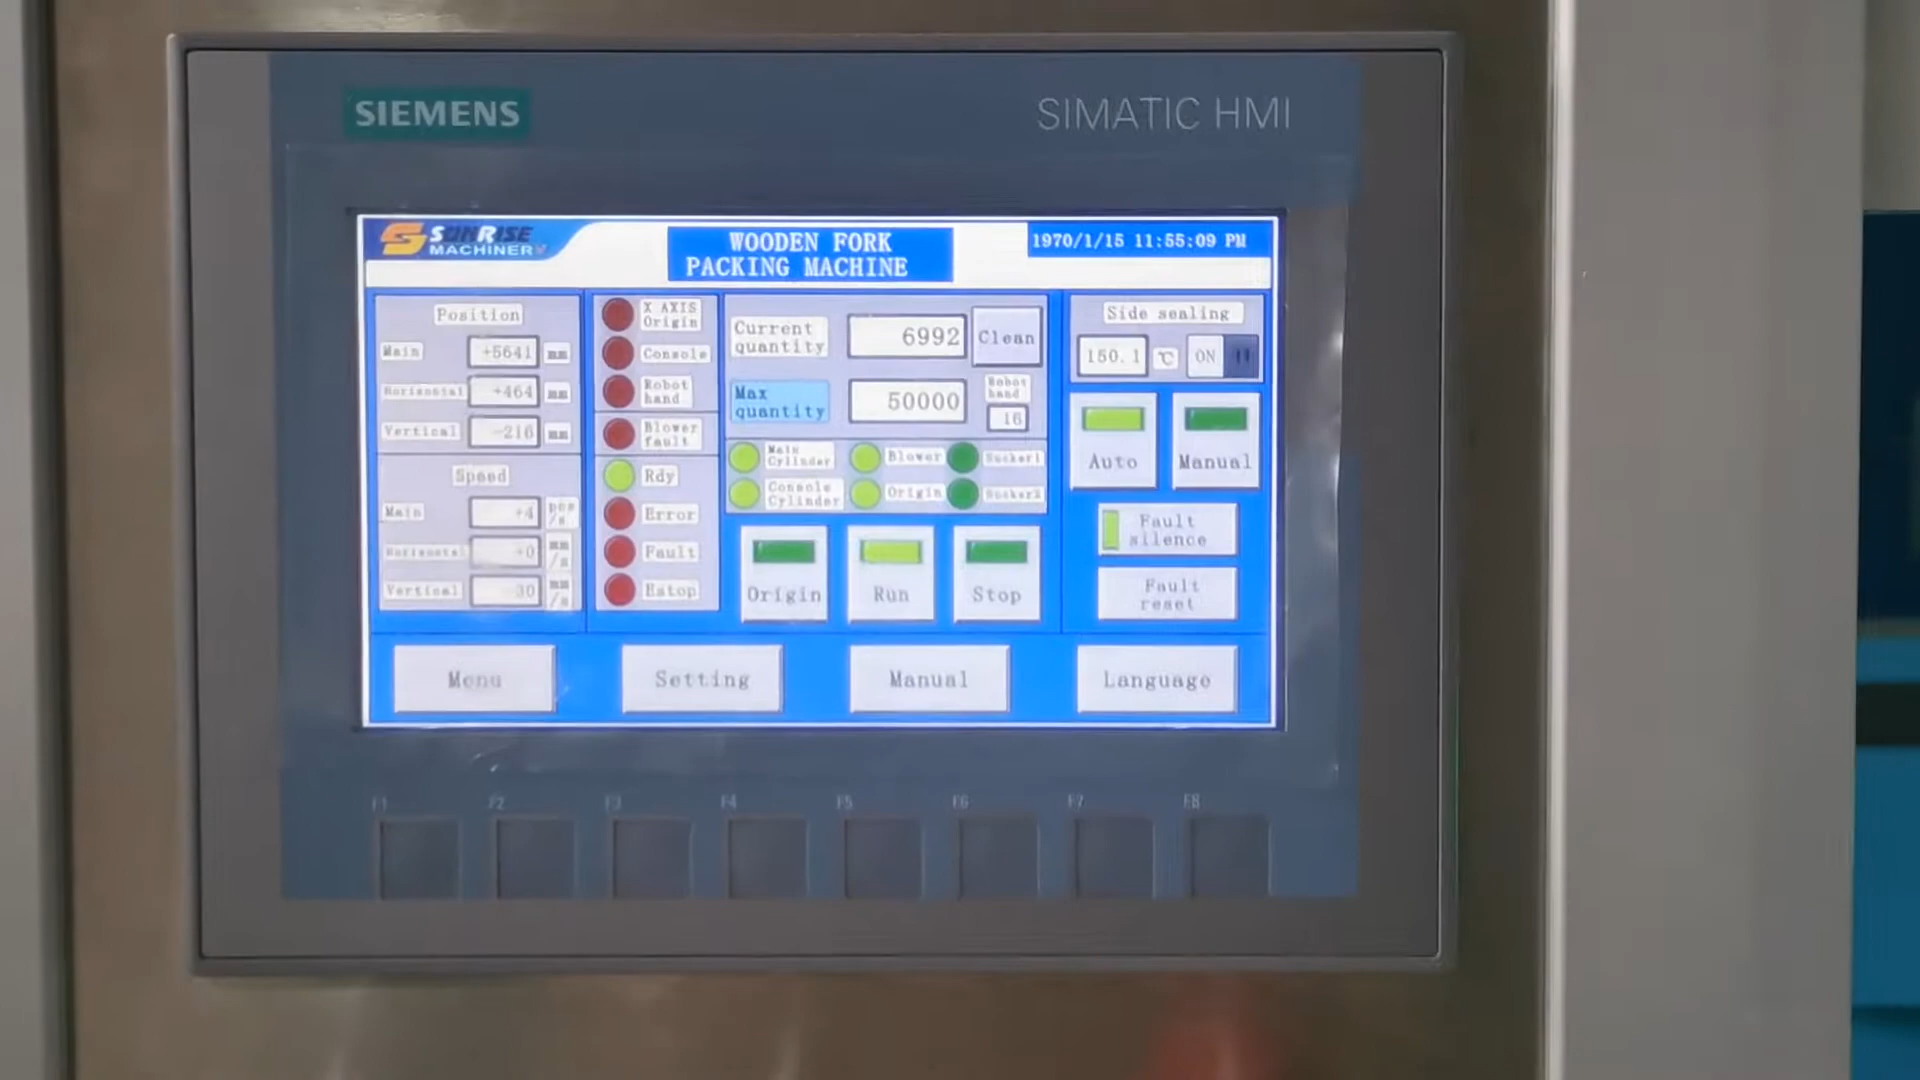 SIEMENS
SIMATIC HMI
SUNRISE
MACHINERY
WOODEN FORK
PACKING MACHINE
1970/1/15 11:55:09 PM
Position
Main
+5641
mm
Horizontal
+464
mm
Vertical
-216
mm
Speed
Main
+4
pcs
/s
Horizontal
+0
mm
/s
Vertical
-30
mm
/s
X AXIS
Origin
Console
Robot
hand
Blower
fault
Rdy
Error
Fault
Estop
Current
quantity
6992
Clean
Max
quantity
50000
Robot
hand
16
Main
Cylinder
Blower
Sucker1
Console
Cylinder
Origin
Sucker2
Origin
Run
Stop
Side sealing
150.1
℃
ON
Auto
Manual
Fault
silence
Fault
reset
Menu
Setting
Manual
Language
F1
F2
F3
F4
F5
F6
F7
F8